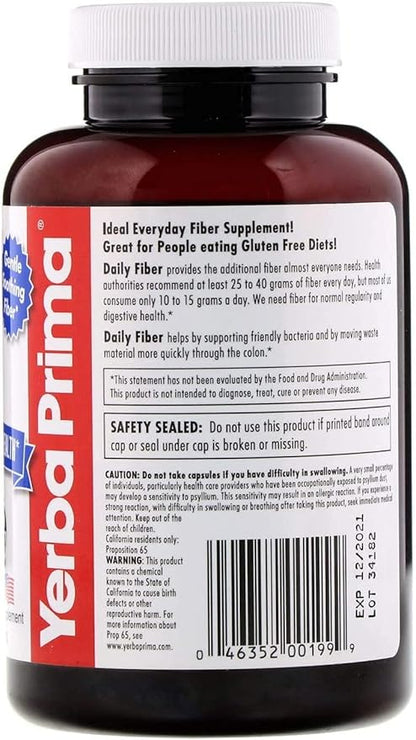 Yerba Prima®
Gentle
Soothing
Fiber*
Ideal Everyday Fiber Supplement!
Great for People eating Gluten Free Diets!
Daily Fiber provides the additional fiber almost everyone needs. Health
authorities recommend at least 25 to 40 grams of fiber every day, but most of us
consume only 10 to 15 grams a day. We need fiber for normal regularity and
digestive health.*
Daily Fiber helps by supporting friendly bacteria and by moving waste
material more quickly through the colon.*
*This statement has not been evaluated by the Food and Drug Administration.
This product is not intended to diagnose, treat, cure or prevent any disease.
SAFETY SEALED: Do not use this product if printed band around
cap or seal under cap is broken or missing.
CAUTION: Do not take capsules if you have difficulty in swallowing. A very small percentage
of individuals, particularly health care providers who have been occupationally exposed to psyllium dust,
may develop a sensitivity to psyllium. This sensitivity may result in an allergic reaction. If you experience a
strong reaction, with difficulty in swallowing or breathing after taking this product, seek immediate medical
attention. Keep out of the
reach of children.
California residents only:
Proposition 65
WARNING: This product
contains a chemical
known to the State of
California to cause birth
defects or other
reproductive harm. For
more information about
Prop 65, see
www.yerbaprima.com.
0 46352 00199 9
EXP 12/2021
LOT 34182